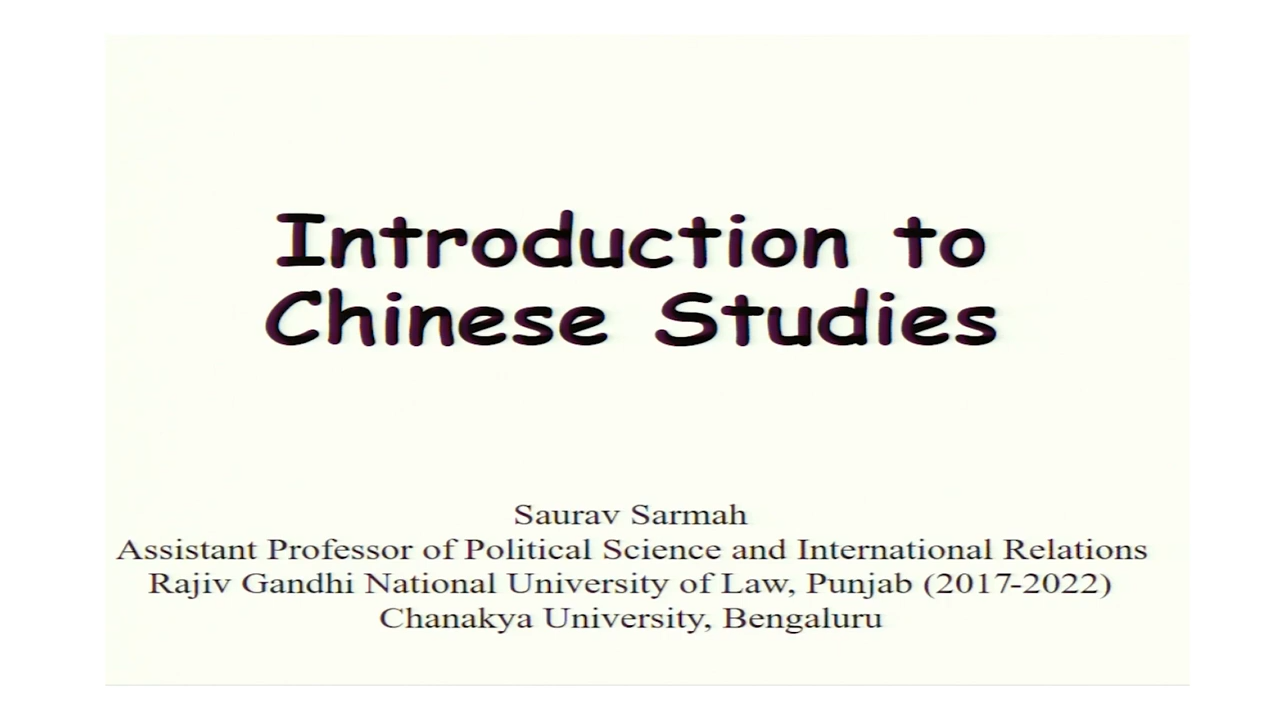 Introduction to
Chinese Studies
Saurav Sarmah
Assistant Professor of Political Science and International Relations
Rajiv Gandhi National University of Law, Punjab (2017-2022)
Chanakya University, Bengaluru